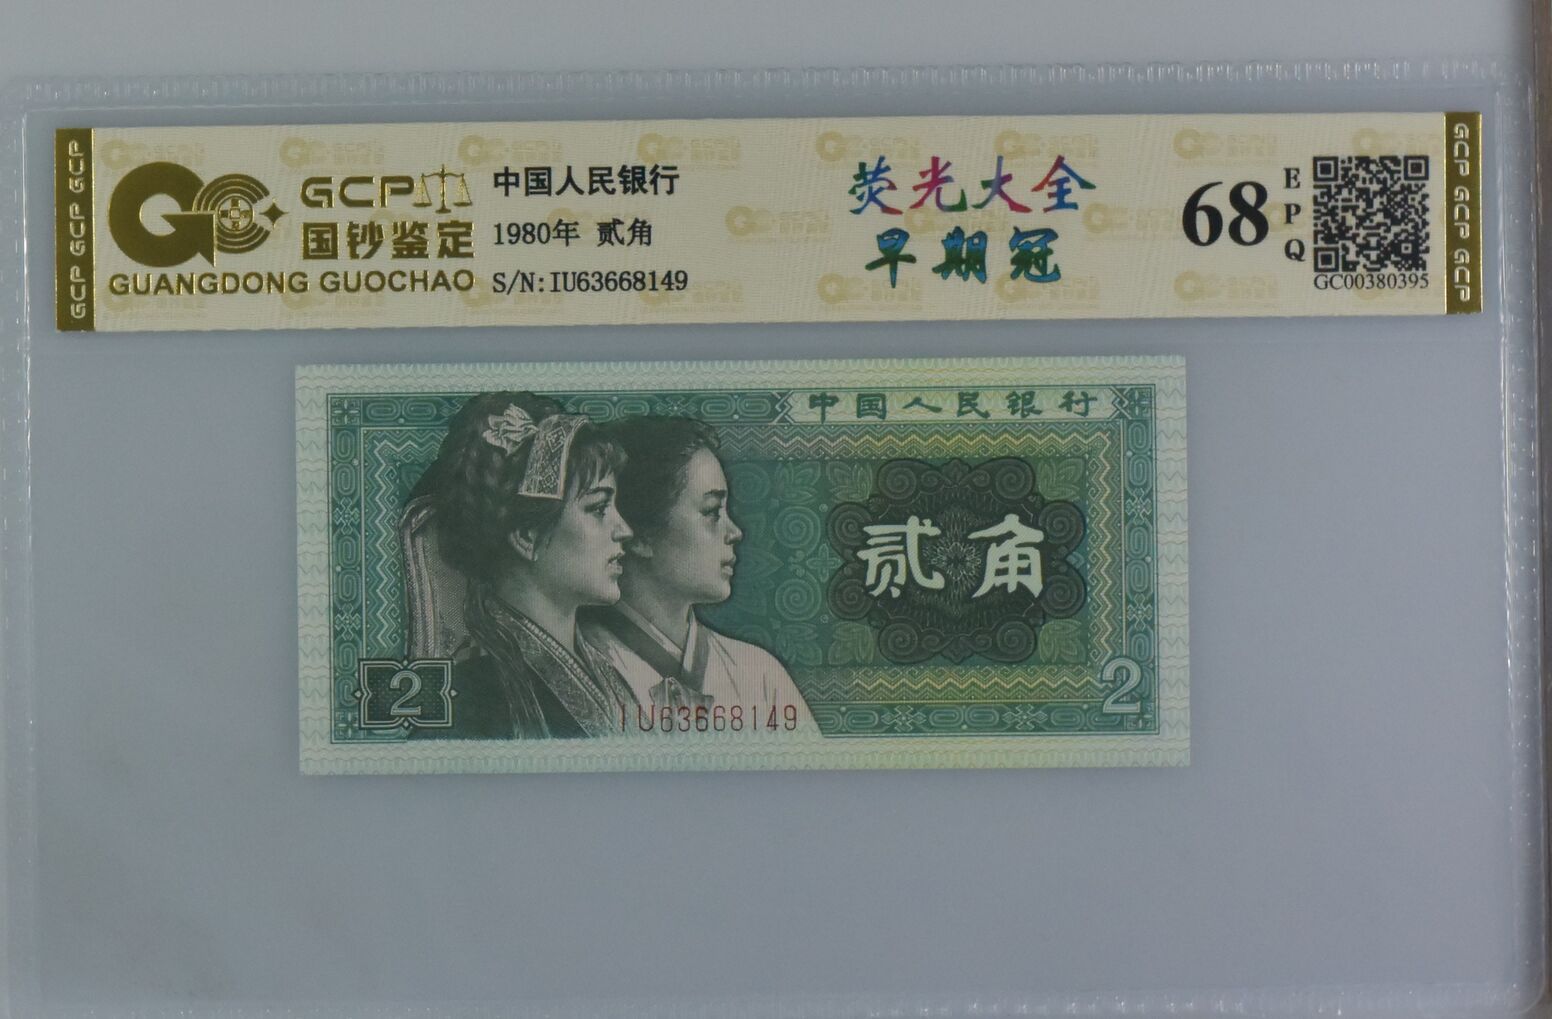 GCP
国钞鉴定
GUANGDONG GUOCHAO
中国人民银行
1980年 贰角
S/N:IU63668149
荧光大全
早期冠
68
EPQ
GC00380395
GCP GCP GCP
GCP GCP GCP
中国人民银行
贰角
2
2
IU63668149